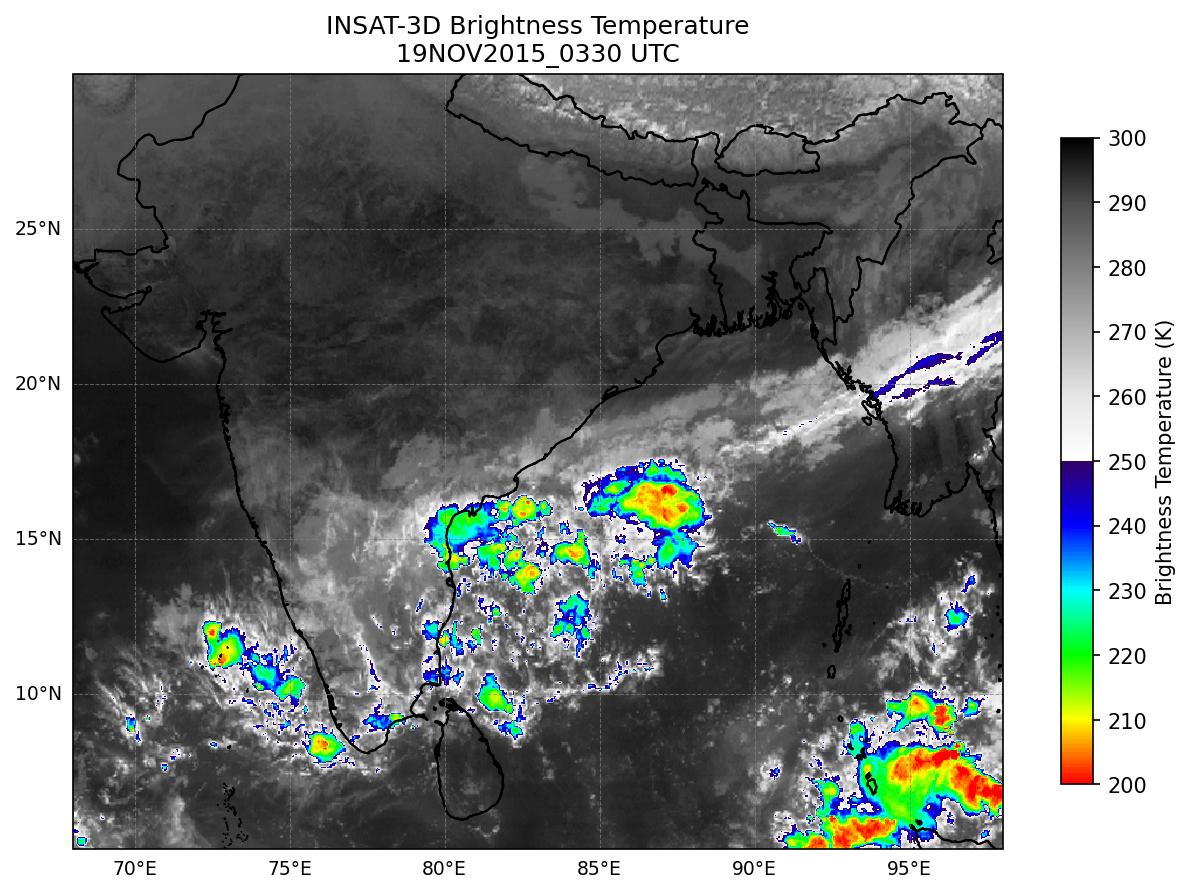 INSAT-3D Brightness Temperature
19NOV2015_0330 UTC
25°N
20°N
15°N
10°N
70°E
75°E
80°E
85°E
90°E
95°E
300
290
280
270
260
250
240
230
220
210
200
Brightness Temperature (K)